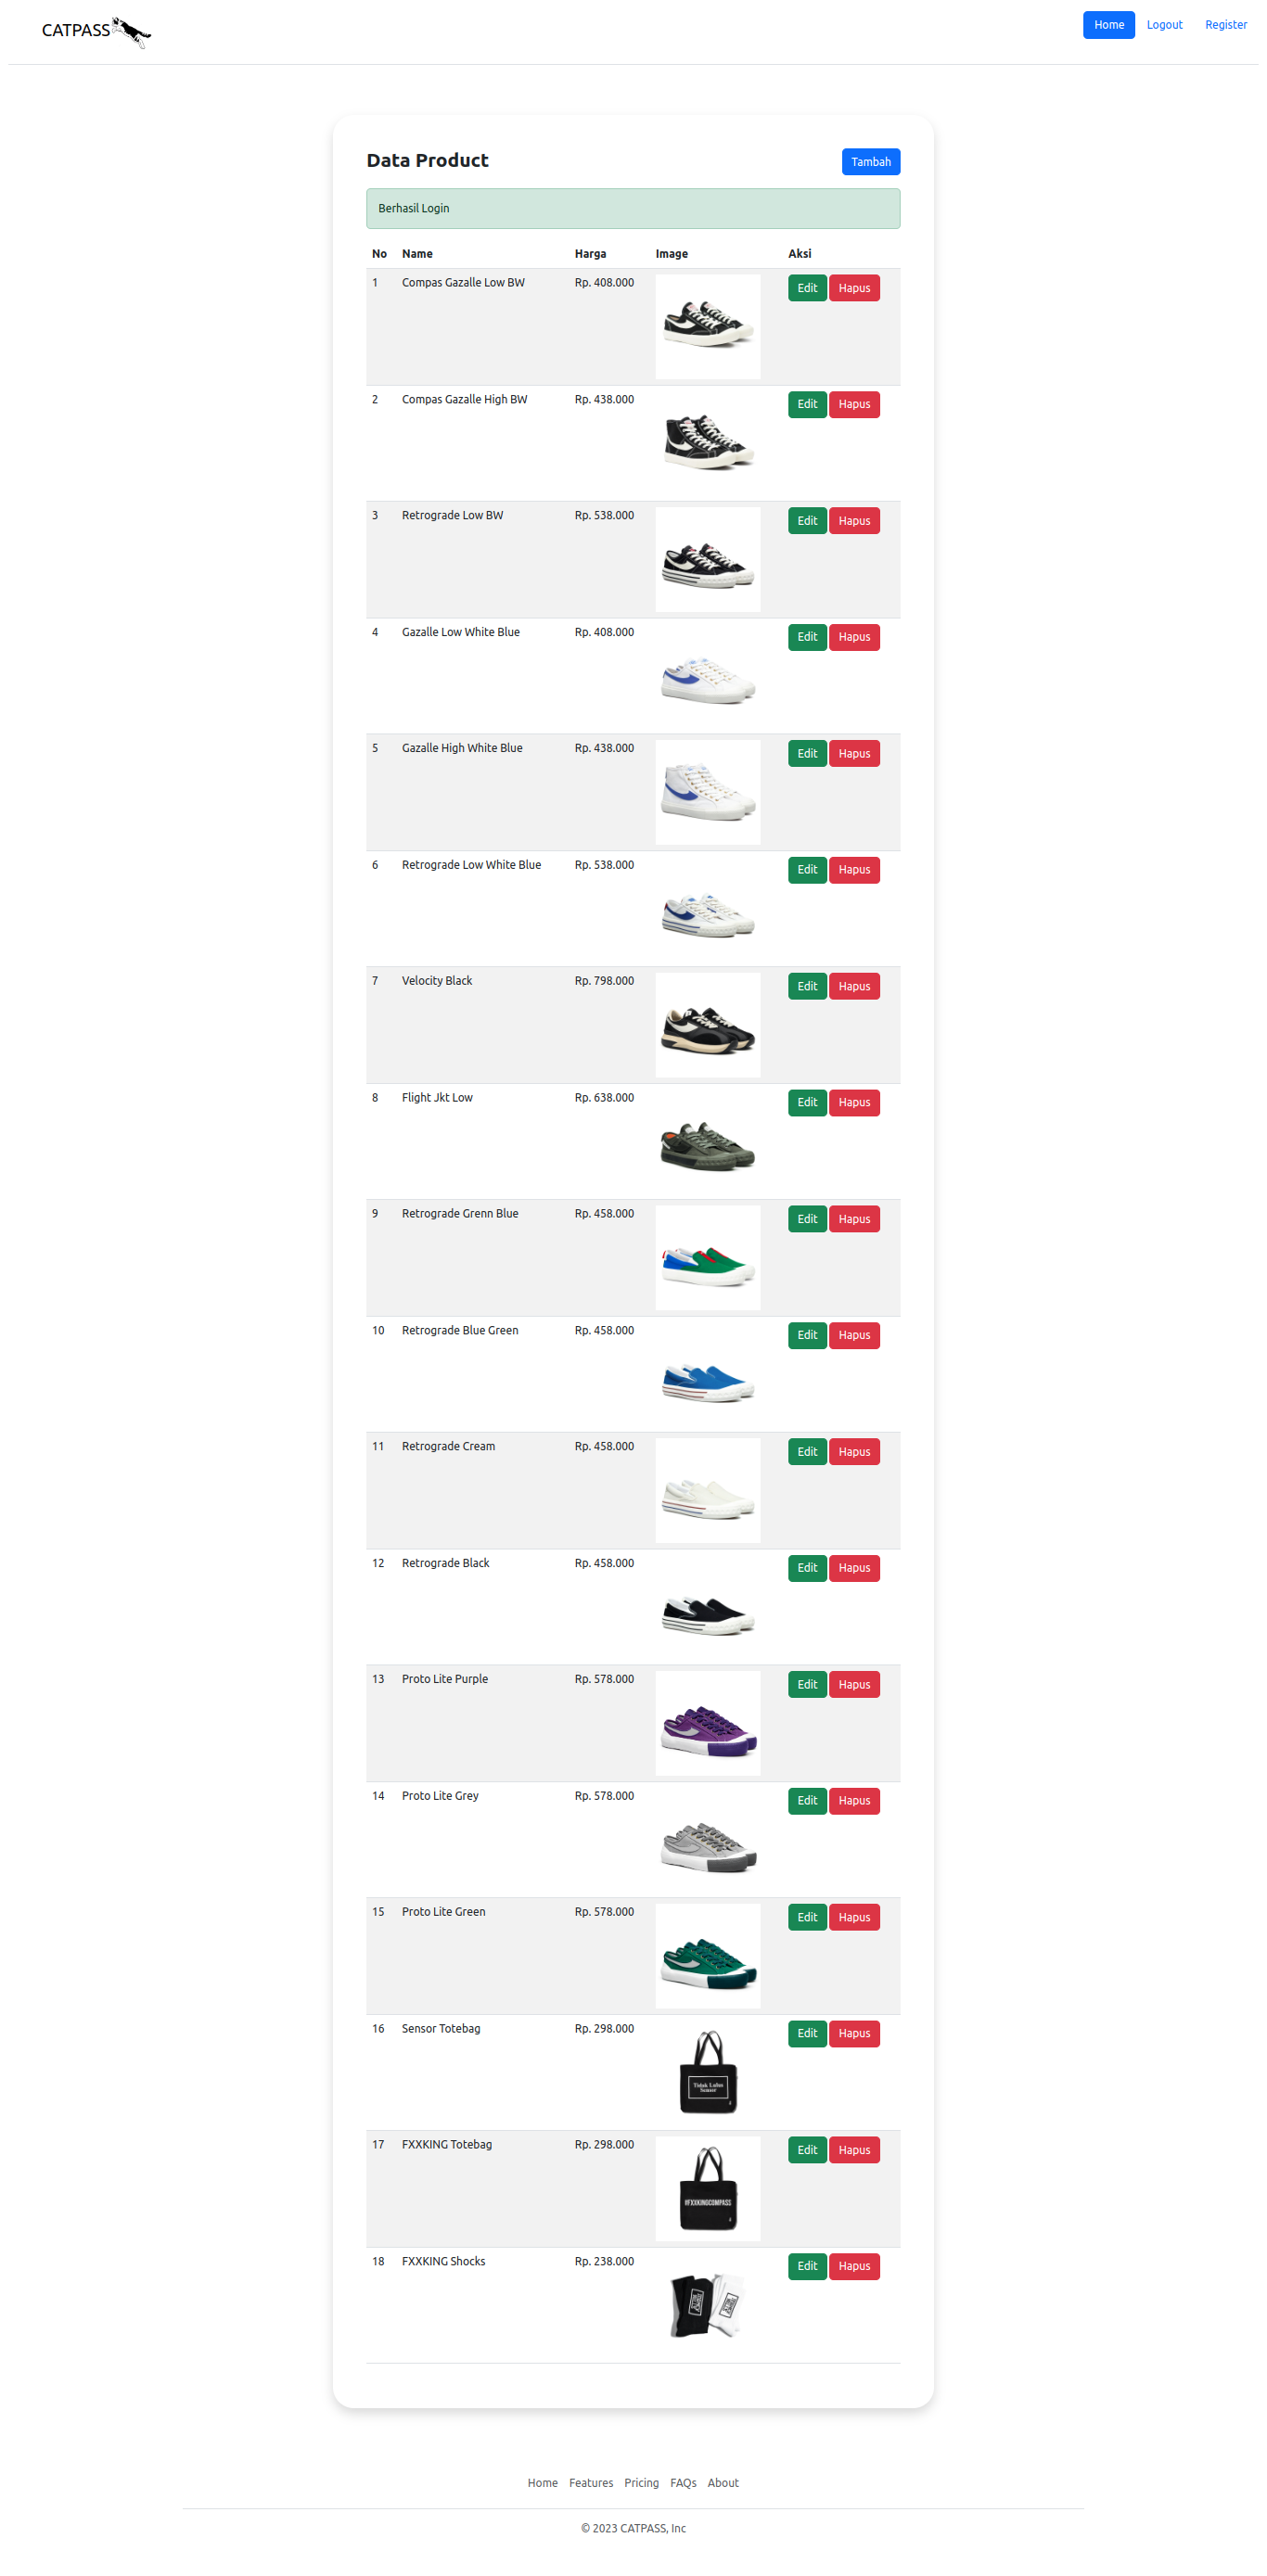 CATPASS
Home Logout Register
Data Product
Tambah
Berhasil Login
No Name Harga Image Aksi
1 Compas Gazalle Low BW Rp. 408.000 Edit Hapus
2 Compas Gazalle High BW Rp. 438.000 Edit Hapus
3 Retrograde Low BW Rp. 538.000 Edit Hapus
4 Gazalle Low White Blue Rp. 408.000 Edit Hapus
5 Gazalle High White Blue Rp. 438.000 Edit Hapus
6 Retrograde Low White Blue Rp. 538.000 Edit Hapus
7 Velocity Black Rp. 798.000 Edit Hapus
8 Flight Jkt Low Rp. 638.000 Edit Hapus
9 Retrograde Grenn Blue Rp. 458.000 Edit Hapus
10 Retrograde Blue Green Rp. 458.000 Edit Hapus
11 Retrograde Cream Rp. 458.000 Edit Hapus
12 Retrograde Black Rp. 458.000 Edit Hapus
13 Proto Lite Purple Rp. 578.000 Edit Hapus
14 Proto Lite Grey Rp. 578.000 Edit Hapus
15 Proto Lite Green Rp. 578.000 Edit Hapus
16 Sensor Totebag Rp. 298.000 Edit Hapus
Tidak Lulus
Sensor
17 FXXKING Totebag Rp. 298.000 Edit Hapus
#FXXKINGCOMPASS
18 FXXKING Shocks Rp. 238.000 Edit Hapus
Home Features Pricing FAQs About
© 2023 CATPASS, Inc